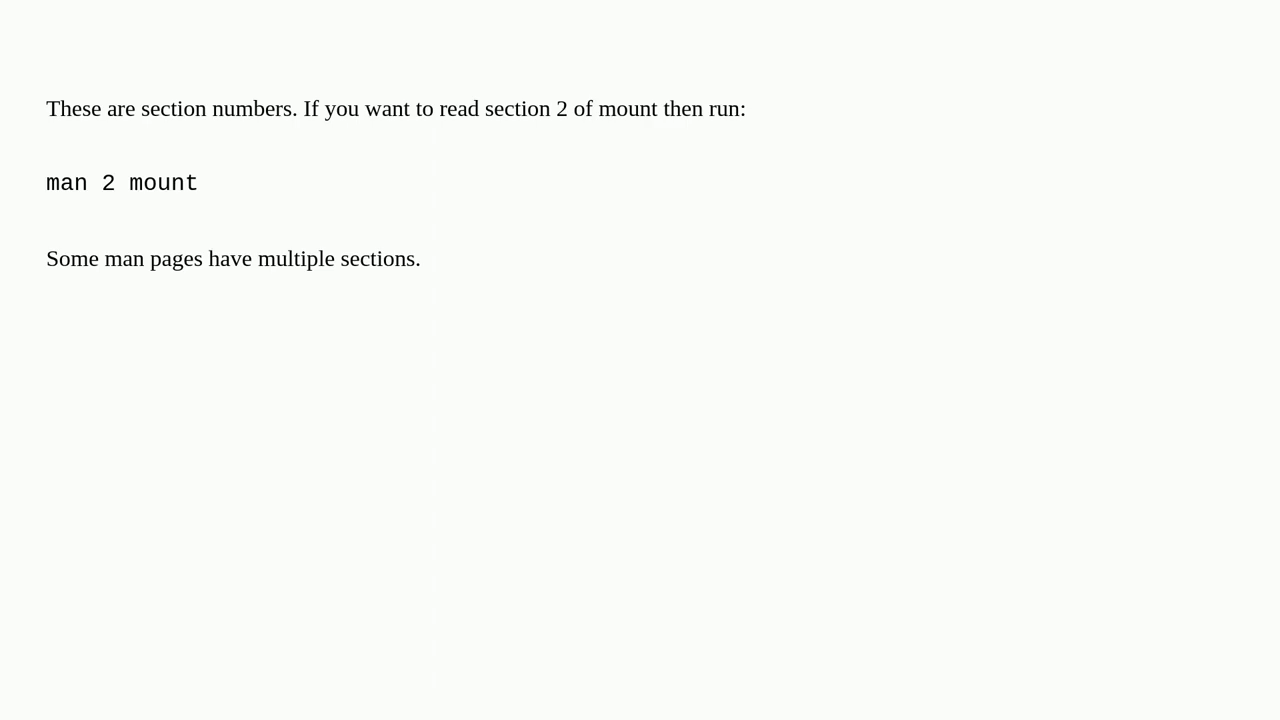 These are section numbers. If you want to read section 2 of mount then run:
man 2 mount
Some man pages have multiple sections.